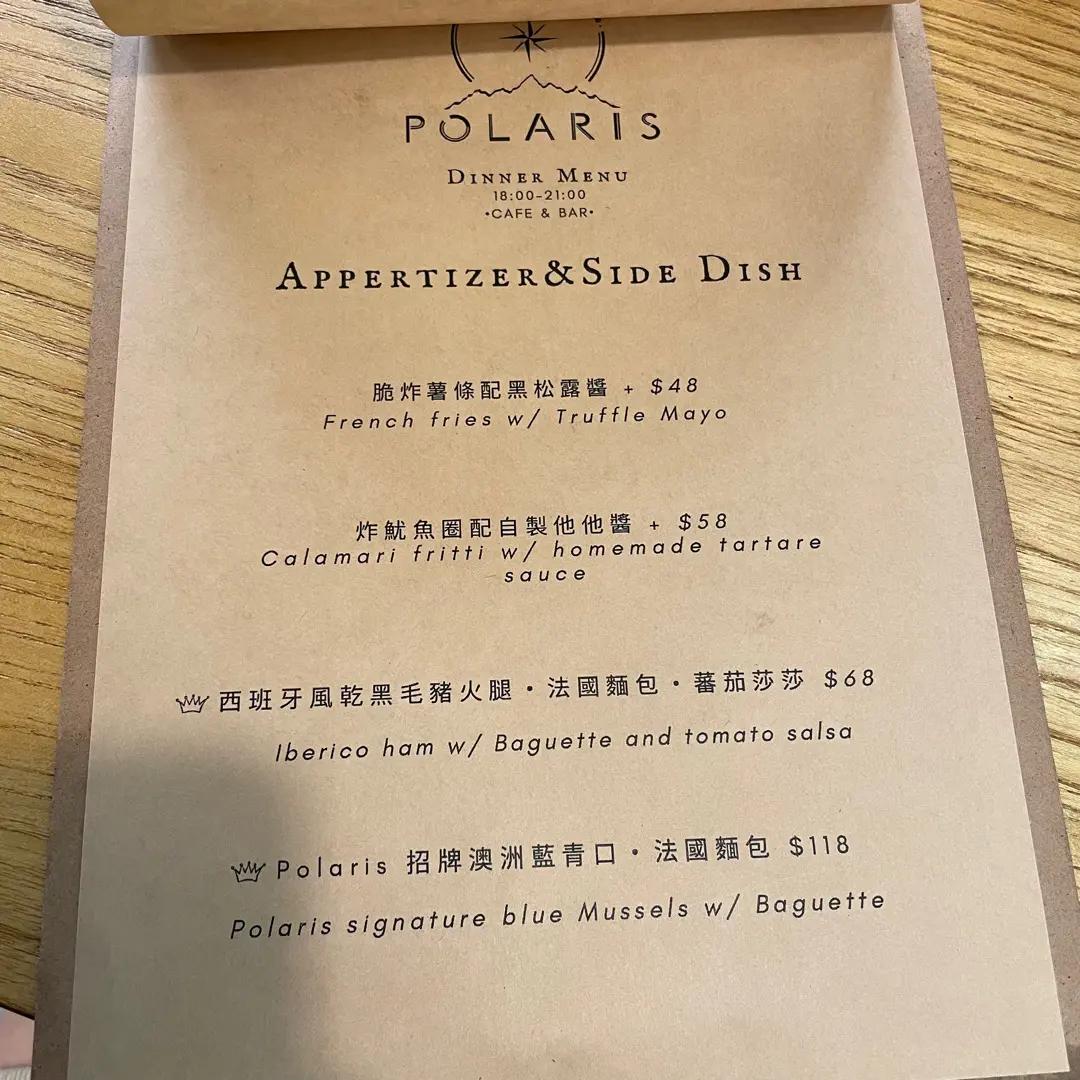 POLARIS
DINNER MENU
18:00-21:00
•CAFE & BAR•
APPERTIZER&SIDE DISH
脆炸薯條配黑松露醬 + $48
French fries w/ Truffle Mayo
炸魷魚圈配自製他他醬 + $58
Calamari fritti w/ homemade tartare
sauce
西班牙風乾黑毛豬火腿・法國麵包・蕃茄莎莎 $68
Iberico ham w/ Baguette and tomato salsa
Polaris 招牌澳洲藍青口・法國麵包 $118
Polaris signature blue Mussels w/ Baguette